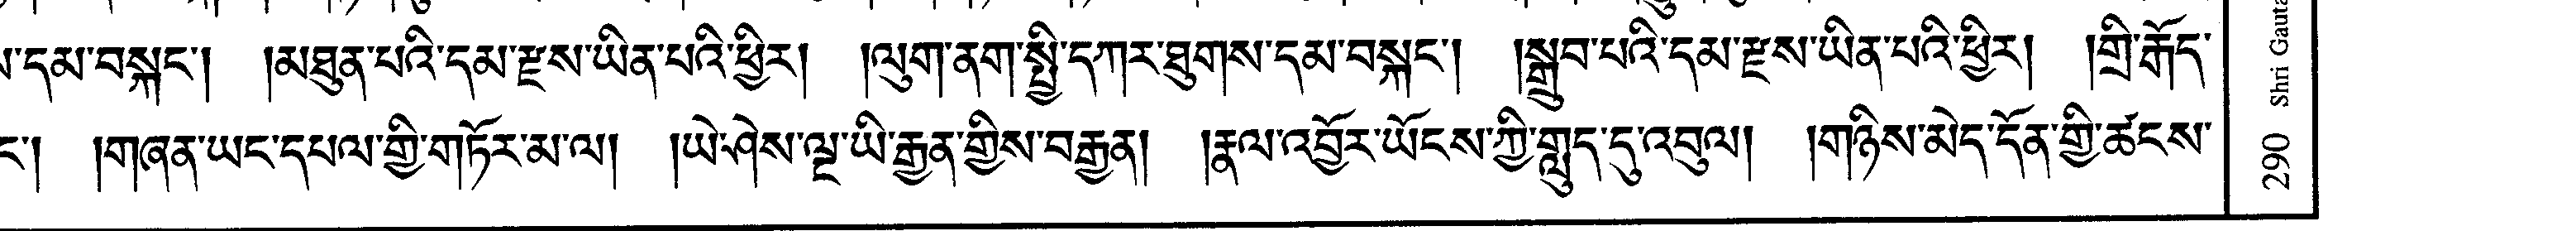 དམ་བསྐང་། །མཐུན་པའི་དམ་རྫས་ཡིན་པའི་ཕྱིར། །ལུག་ནག་སྤྱི་དཀར་ཐུགས་དམ་བསྐང་། །སྒྲུབ་པའི་དམ་རྫས་ཡིན་པའི་ཕྱིར། །གྲི་རྒོད་
།གཞན་ཡང་དཔལ་གྱི་གཏོར་མ་ལ། །ཡེ་ཤེས་ལྔ་ཡི་རྒྱན་གྱིས་བརྒྱན། །རྣལ་འབྱོར་ཡོངས་ཀྱི་གླུད་དུ་འབུལ། །གཉིས་མེད་དོན་གྱི་ཚངས་
290 Shri Gauta